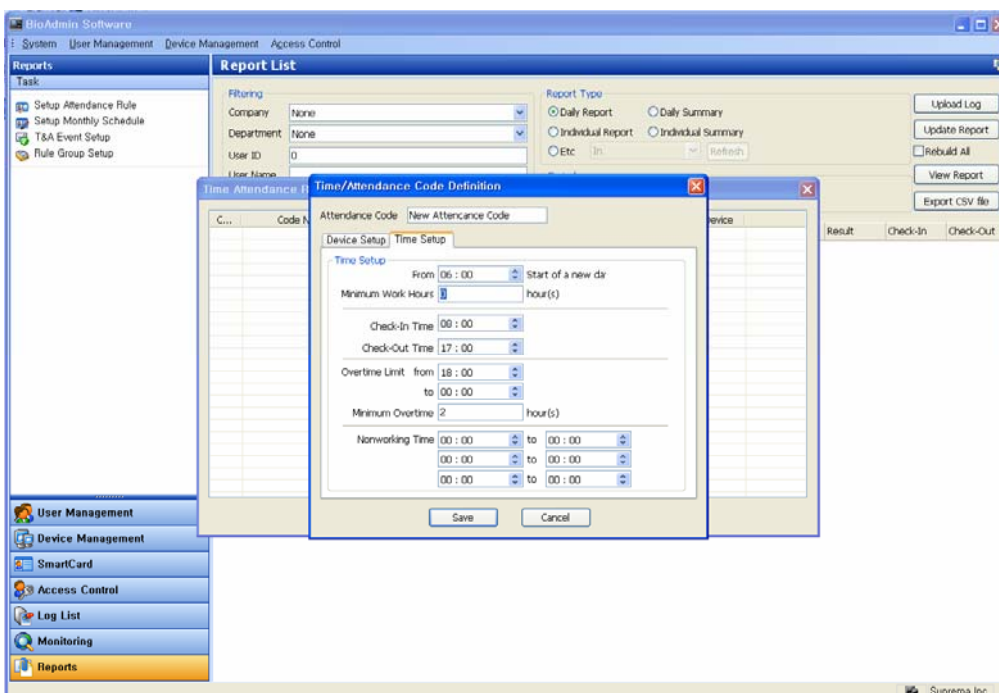 BioAdmin Software
System User Management Device Management Access Control
Reports
Task
Setup Attendance Rule
Setup Monthly Schedule
T&A Event Setup
Rule Group Setup
Report List
Filtering
Company None
Department None
User ID 0
User Name
Report Type
Daily Report Daily Summary
Individual Report Individual Summary
Etc In Refresh
Upload Log
Update Report
Rebuild All
View Report
Export CSV file
Result Check-In Check-Out
Time Attendance R
C... Code N
evice
Time/Attendance Code Definition
Attendance Code New Attencance Code
Device Setup Time Setup
Time Setup
From 06 : 00 Start of a new da
Minimum Work Hours 0 hour(s)
Check-In Time 08 : 00
Check-Out Time 17 : 00
Overtime Limit from 18 : 00
to 00 : 00
Minimum Overtime 2 hour(s)
Nonworking Time 00 : 00 to 00 : 00
00 : 00 to 00 : 00
00 : 00 to 00 : 00
Save Cancel
User Management
Device Management
SmartCard
Access Control
Log List
Monitoring
Reports
Suprema Inc